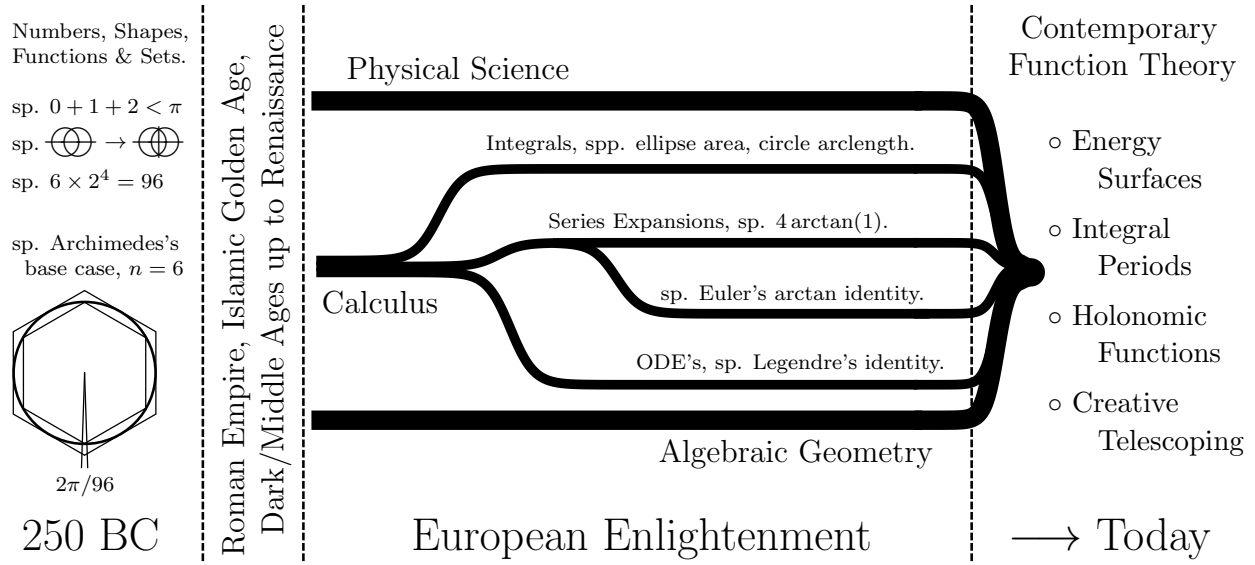 Numbers, Shapes,
Functions & Sets.
sp. 0 + 1 + 2 < π
sp. →
sp. 6 × 2⁴ = 96
sp. Archimedes's
base case, n = 6
2π/96
250 BC
Roman Empire, Islamic Golden Age,
Dark/Middle Ages up to Renaissance
Physical Science
Integrals, spp. ellipse area, circle arclength.
Series Expansions, sp. 4 arctan(1).
sp. Euler's arctan identity.
Calculus
ODE's, sp. Legendre's identity.
Algebraic Geometry
European Enlightenment
Contemporary
Function Theory
◦ Energy
Surfaces
◦ Integral
Periods
◦ Holonomic
Functions
◦ Creative
Telescoping
⟶ Today